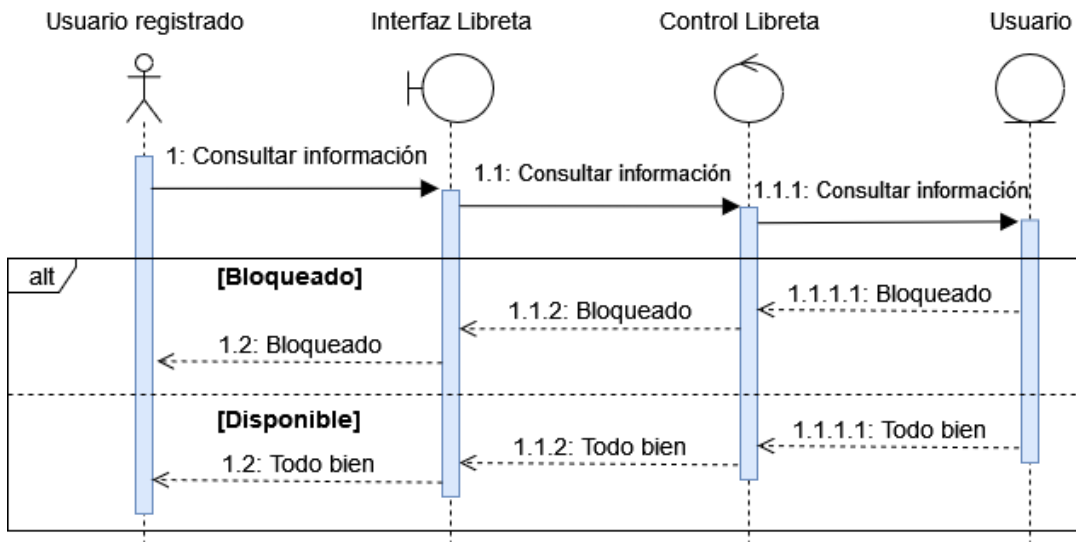 Usuario registrado
Interfaz Libreta
Control Libreta
Usuario
1: Consultar información
1.1: Consultar información
1.1.1: Consultar información
alt
[Bloqueado]
1.1.1.1: Bloqueado
1.1.2: Bloqueado
1.2: Bloqueado
[Disponible]
1.1.1.1: Todo bien
1.1.2: Todo bien
1.2: Todo bien